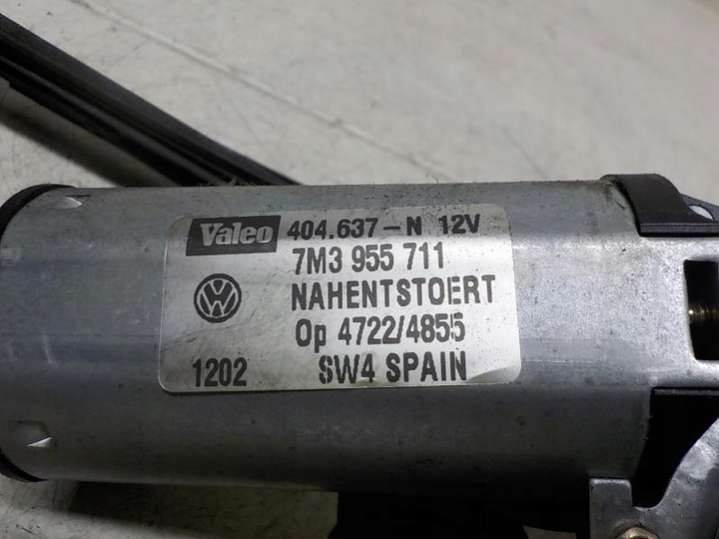 Valeo 404.637-N 12V
7M3 955 711
NAHENTSTOERT
Op 4722/4855
1202 SW4 SPAIN